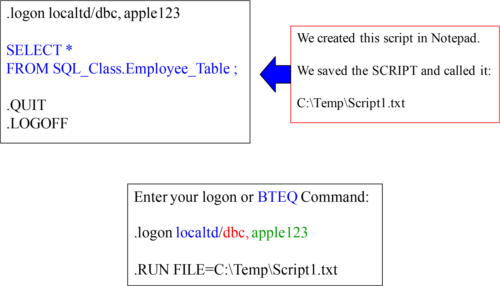 .logon localtd/dbc, apple123
SELECT *
FROM SQL_Class.Employee_Table ;
.QUIT
.LOGOFF
We created this script in Notepad.
We saved the SCRIPT and called it:
C:\Temp\Script1.txt
Enter your logon or BTEQ Command:
.logon localtd/dbc, apple123
.RUN FILE=C:\Temp\Script1.txt